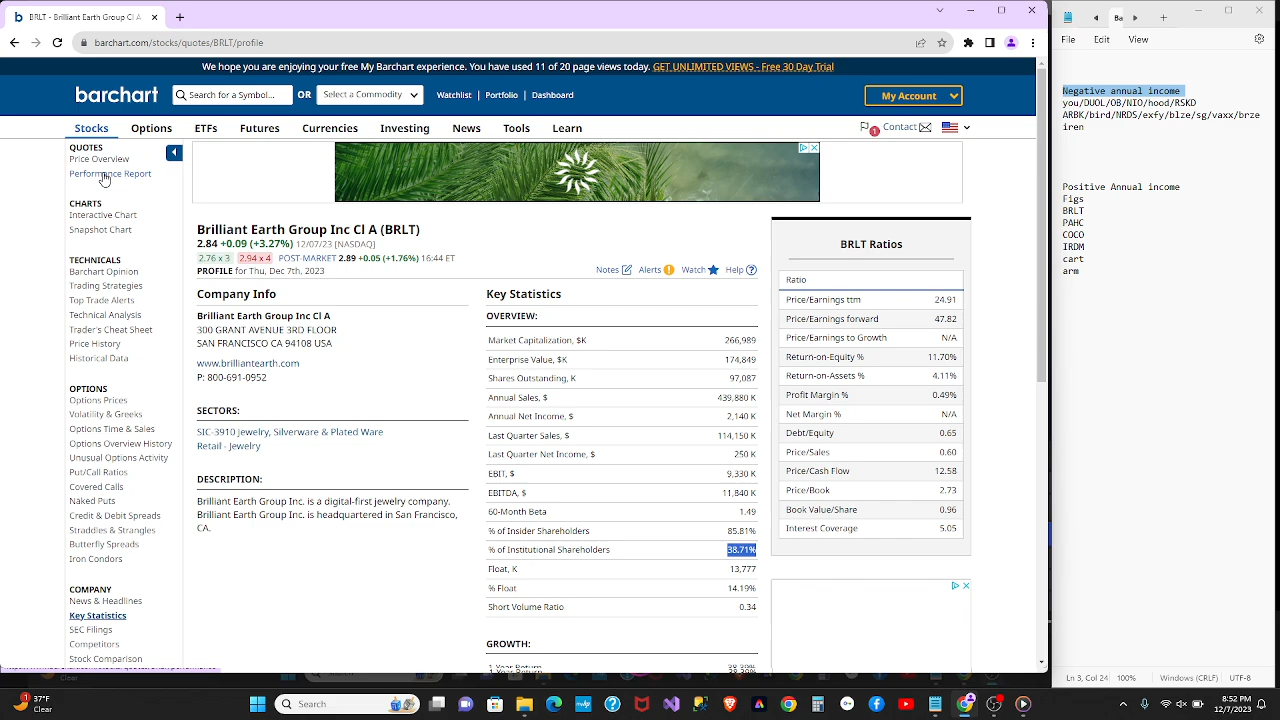 BRLT - Brilliant Earth Group Cl A
barchart.com/stocks/quotes/BRLT/profile
We hope you are enjoying your free My Barchart experience. You have used 11 of 20 page views today. GET UNLIMITED VIEWS - Free 30 Day Trial
barchart
Search for a Symbol...
OR
Select a Commodity
Watchlist | Portfolio | Dashboard
My Account
Stocks Options ETFs Futures Currencies Investing News Tools Learn
1 Contact
QUOTES
Price Overview
Performance Report
CHARTS
Interactive Chart
Snapshot Chart
TECHNICALS
Barchart Opinion
Trading Strategies
Top Trade Alerts
Technical Analysis
Trader's Cheat Sheet
Price History
Historical Data
OPTIONS
Options Prices
Volatility & Greeks
Options Time & Sales
Options Overview History
Unusual Options Activity
Put/Call Ratios
Covered Calls
Naked Puts
Credit & Debit Spreads
Straddles & Strangles
Butterfly Spreads
Iron Condors
COMPANY
News & Headlines
Key Statistics
SEC Filings
Competitors
Stock Comparison
Brilliant Earth Group Inc Cl A (BRLT)
2.84 +0.09 (+3.27%) 12/07/23 [NASDAQ]
2.76 x 3 2.94 x 4 POST-MARKET 2.89 +0.05 (+1.76%) 16:44 ET
PROFILE for Thu, Dec 7th, 2023
Notes Alerts Watch Help
Company Info
Brilliant Earth Group Inc Cl A
300 GRANT AVENUE 3RD FLOOR
SAN FRANCISCO CA 94108 USA
www.brilliantearth.com
P: 800-691-0952
SECTORS:
SIC-3910 Jewelry, Silverware & Plated Ware
Retail - Jewelry
DESCRIPTION:
Brilliant Earth Group Inc. is a digital-first jewelry company.
Brilliant Earth Group Inc. is headquartered in San Francisco,
CA.
Key Statistics
OVERVIEW:
Market Capitalization, $K 266,989
Enterprise Value, $K 174,849
Shares Outstanding, K 97,087
Annual Sales, $ 439,880 K
Annual Net Income, $ 2,140 K
Last Quarter Sales, $ 114,150 K
Last Quarter Net Income, $ 250 K
EBIT, $ 9,330 K
EBITDA, $ 11,840 K
60-Month Beta 1.49
% of Insider Shareholders 85.81%
% of Institutional Shareholders 38.71%
Float, K 13,777
% Float 14.19%
Short Volume Ratio 0.34
GROWTH:
1-Year Return
BRLT Ratios
Ratio
Price/Earnings ttm 24.91
Price/Earnings forward 47.82
Price/Earnings to Growth N/A
Return-on-Equity % 11.70%
Return-on-Assets % 4.11%
Profit Margin % 0.49%
Net Margin % N/A
Debt/Equity 0.65
Price/Sales 0.60
Price/Cash Flow 12.58
Price/Book 2.73
Book Value/Share 0.96
Interest Coverage 5.05
Ba
File Edit View
Negative annual income
you/DUOL/OB/NIO/hood/RSKD
ARBK/bird/NRDS/exfy/blze/sg/vaxx/brze
iren
Positive Annual income
Figs
BRLT
PAHC
COCO
IRDM
cart
arm
Ln 3, Col 24 100% Windows (CRLF) UTF-8
1
37°F
Clear
Search
8:52 PM
12/7/2023